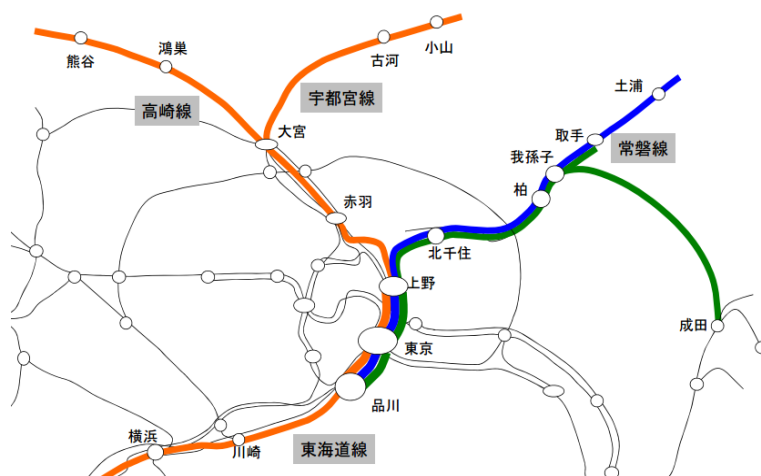 熊谷
鴻巣
古河
小山
高崎線
宇都宮線
大宮
土浦
取手
常磐線
我孫子
柏
赤羽
北千住
上野
成田
東京
品川
横浜
川崎
東海道線